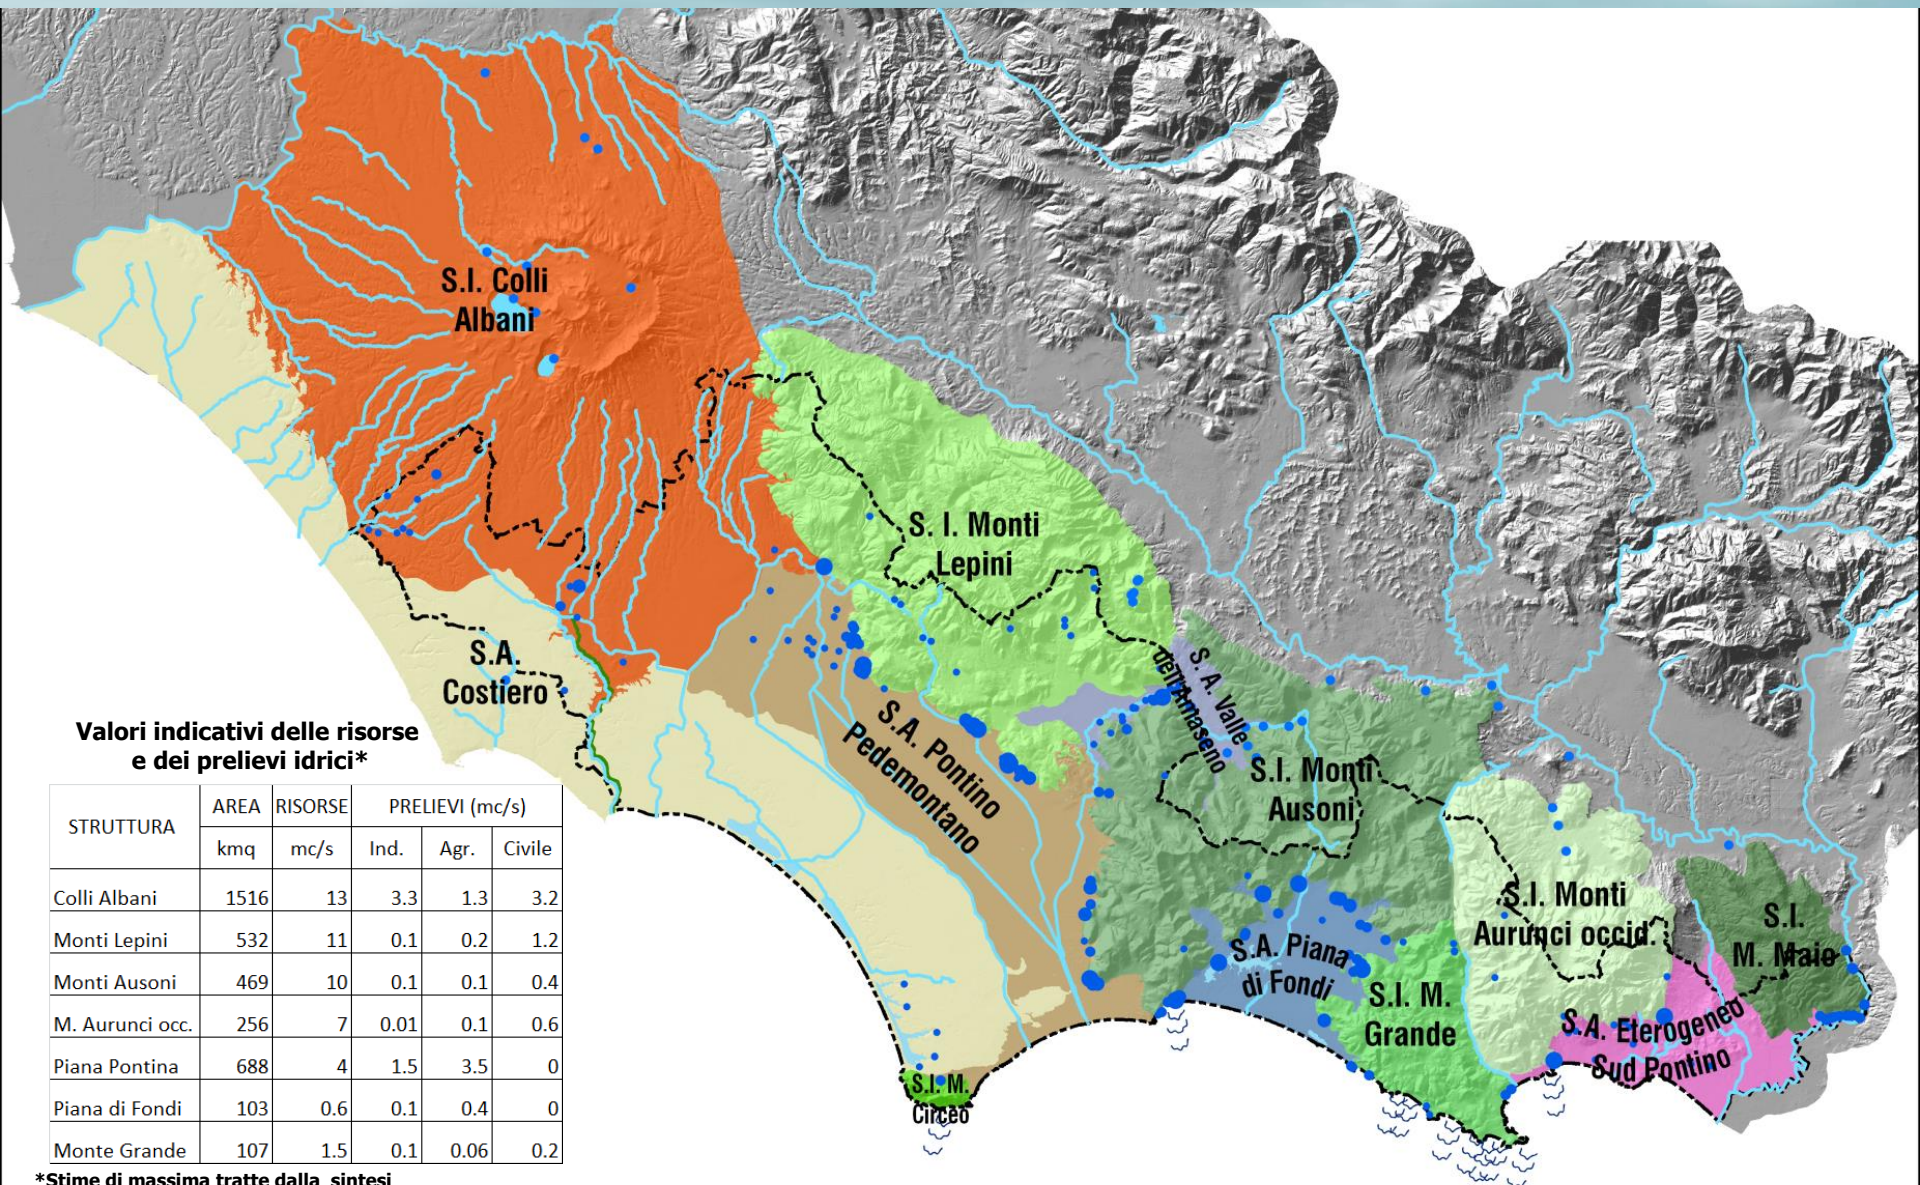 S.I. Colli
Albani
S. I. Monti
Lepini
S.A.
Costiero
S. A. Valle
dell'Amaseno
S.A. Pontino
Pedemontano
S.I. Monti
Ausoni
S.I. Monti
Aurunci occid.
S.I.
M. Maio
S.A. Piana
di Fondi
S.I. M.
Grande
S.A. Eterogeneo
Sud Pontino
S.I. M.
Circeo
Valori indicativi delle risorse
e dei prelievi idrici*
STRUTTURA AREA RISORSE PRELIEVI (mc/s)
kmq mc/s Ind. Agr. Civile
Colli Albani 1516 13 3.3 1.3 3.2
Monti Lepini 532 11 0.1 0.2 1.2
Monti Ausoni 469 10 0.1 0.1 0.4
M. Aurunci occ. 256 7 0.01 0.1 0.6
Piana Pontina 688 4 1.5 3.5 0
Piana di Fondi 103 0.6 0.1 0.4 0
Monte Grande 107 1.5 0.1 0.06 0.2
*Stime di massima tratte dalla sintesi